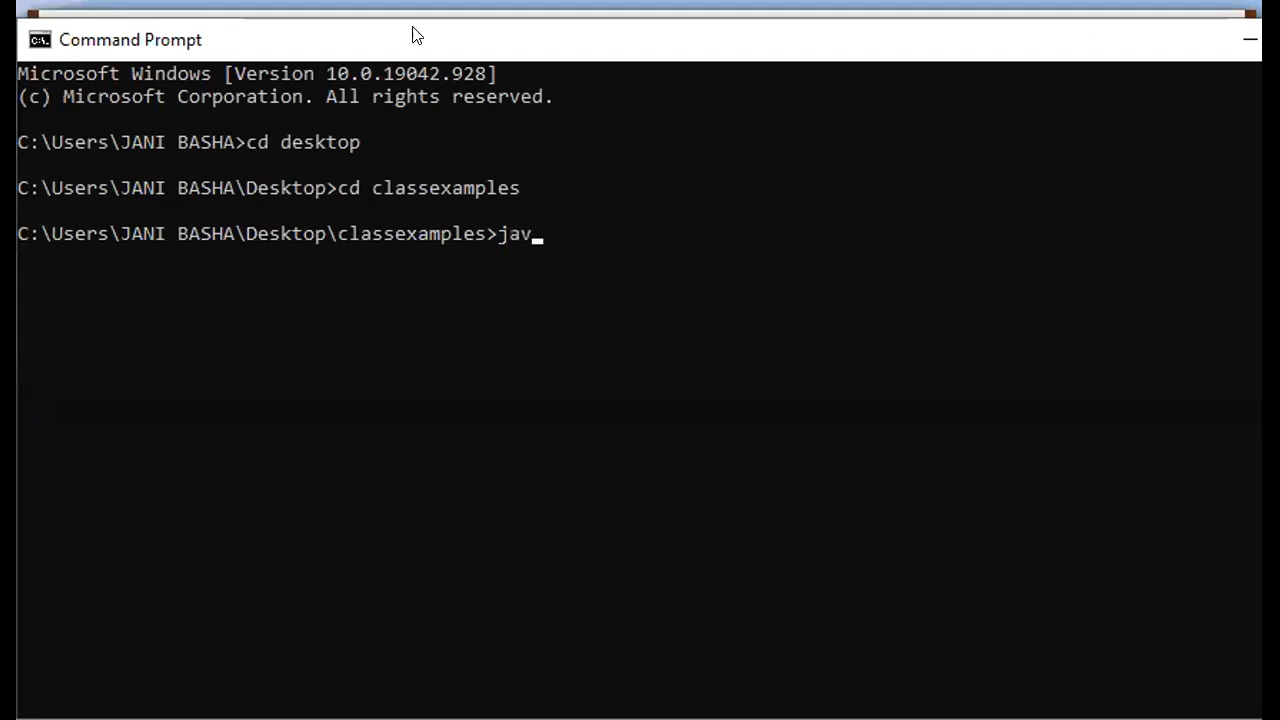 Command Prompt
Microsoft Windows [Version 10.0.19042.928]
(c) Microsoft Corporation. All rights reserved.
C:\Users\JANI BASHA>cd desktop
C:\Users\JANI BASHA\Desktop>cd classexamples
C:\Users\JANI BASHA\Desktop\classexamples>jav